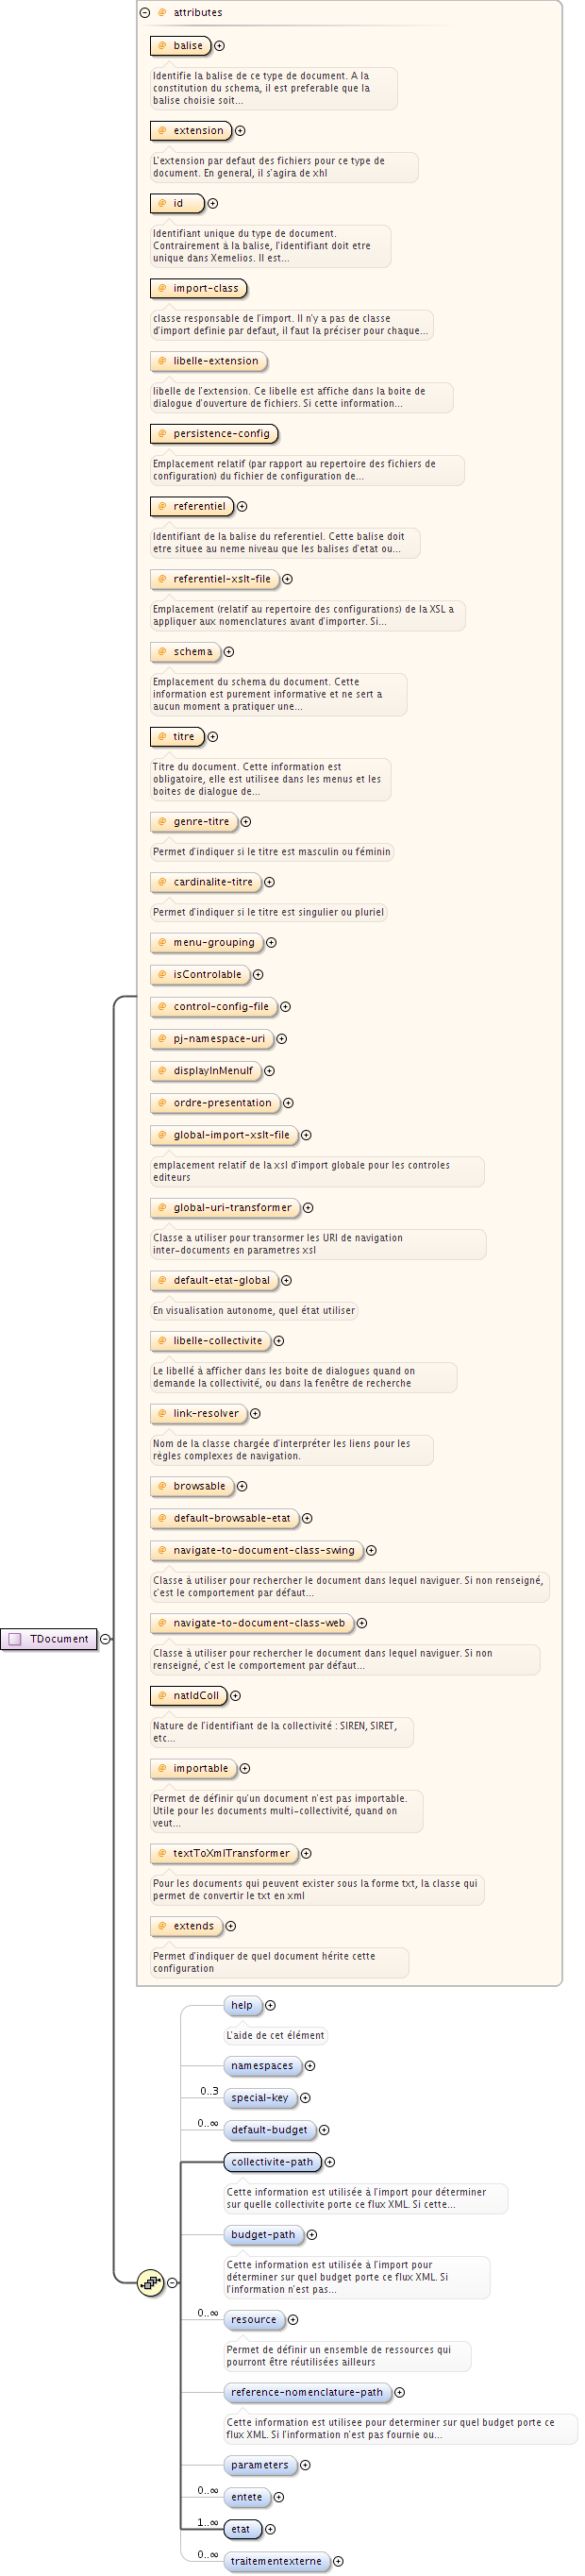 attributes
balise
Identifie la balise de ce type de document. A la
constitution du schema, il est preferable que la
balise choisie soit...
extension
L'extension par defaut des fichiers pour ce type de
document. En general, il s'agira de xhl
id
Identifiant unique du type de document.
Contrairement à la balise, l'identifiant doit etre
unique dans Xemelios. Il est...
import-class
classe responsable de l'import. Il n'y a pas de classe
d'import definie par defaut, il faut la préciser pour chaque...
libelle-extension
libelle de l'extension. Ce libelle est affiche dans la boite de
dialogue d'ouverture de fichiers. Si cette information...
persistence-config
Emplacement relatif (par rapport au repertoire des fichiers de
configuration) du fichier de configuration de...
referentiel
Identifiant de la balise du referentiel. Cette balise doit
etre situee au neme niveau que les balises d'etat ou...
referentiel-xslt-file
Emplacement (relatif au repertoire des configurations) de la XSL a
appliquer aux nomenclatures avant d'importer. Si...
schema
Emplacement du schema du document. Cette
information est purement informative et ne sert a
aucun moment a pratiquer une...
titre
Titre du document. Cette information est
obligatoire, elle est utilisee dans les menus et les
boites de dialogue de...
genre-titre
Permet d'indiquer si le titre est masculin ou féminin
cardinalite-titre
Permet d'indiquer si le titre est singulier ou pluriel
menu-grouping
isControlable
control-config-file
pj-namespace-uri
displayInMenuIf
ordre-presentation
global-import-xslt-file
emplacement relatif de la xsl d'import globale pour les controles
editeurs
global-uri-transformer
Classe a utiliser pour transormer les URI de navigation
inter-documents en parametres xsl
default-etat-global
En visualisation autonome, quel état utiliser
libelle-collectivite
Le libellé à afficher dans les boite de dialogues quand on
demande la collectivité, ou dans la fenêtre de recherche
link-resolver
Nom de la classe chargée d'interpréter les liens pour les
règles complexes de navigation.
browsable
default-browsable-etat
navigate-to-document-class-swing
Classe à utiliser pour rechercher le document dans lequel naviguer. Si non renseigné,
c'est le comportement par défaut...
TDocument
navigate-to-document-class-web
Classe à utiliser pour rechercher le document dans lequel naviguer. Si non
renseigné, c'est le comportement par défaut...
natIdColl
Nature de l'identifiant de la collectivité : SIREN, SIRET,
etc...
importable
Permet de définir qu'un document n'est pas importable.
Utile pour les documents multi-collectivité, quand on
veut...
textToXmlTransformer
Pour les documents qui peuvent exister sous la forme txt, la classe qui
permet de convertir le txt en xml
extends
Permet d'indiquer de quel document hérite cette
configuration
help
L'aide de cet élément
namespaces
0..3 special-key
0..∞ default-budget
collectivite-path
Cette information est utilisée à l'import pour déterminer
sur quelle collectivite porte ce flux XML. Si cette...
budget-path
Cette information est utilisée à l'import pour
déterminer sur quel budget porte ce flux XML. Si
l'information n'est pas...
0..∞ resource
Permet de définir un ensemble de ressources qui
pourront être réutilisées ailleurs
reference-nomenclature-path
Cette information est utilisee pour determiner sur quel budget porte ce
flux XML. Si l'information n'est pas fournie ou...
parameters
0..∞ entete
1..∞ etat
0..∞ traitementexterne